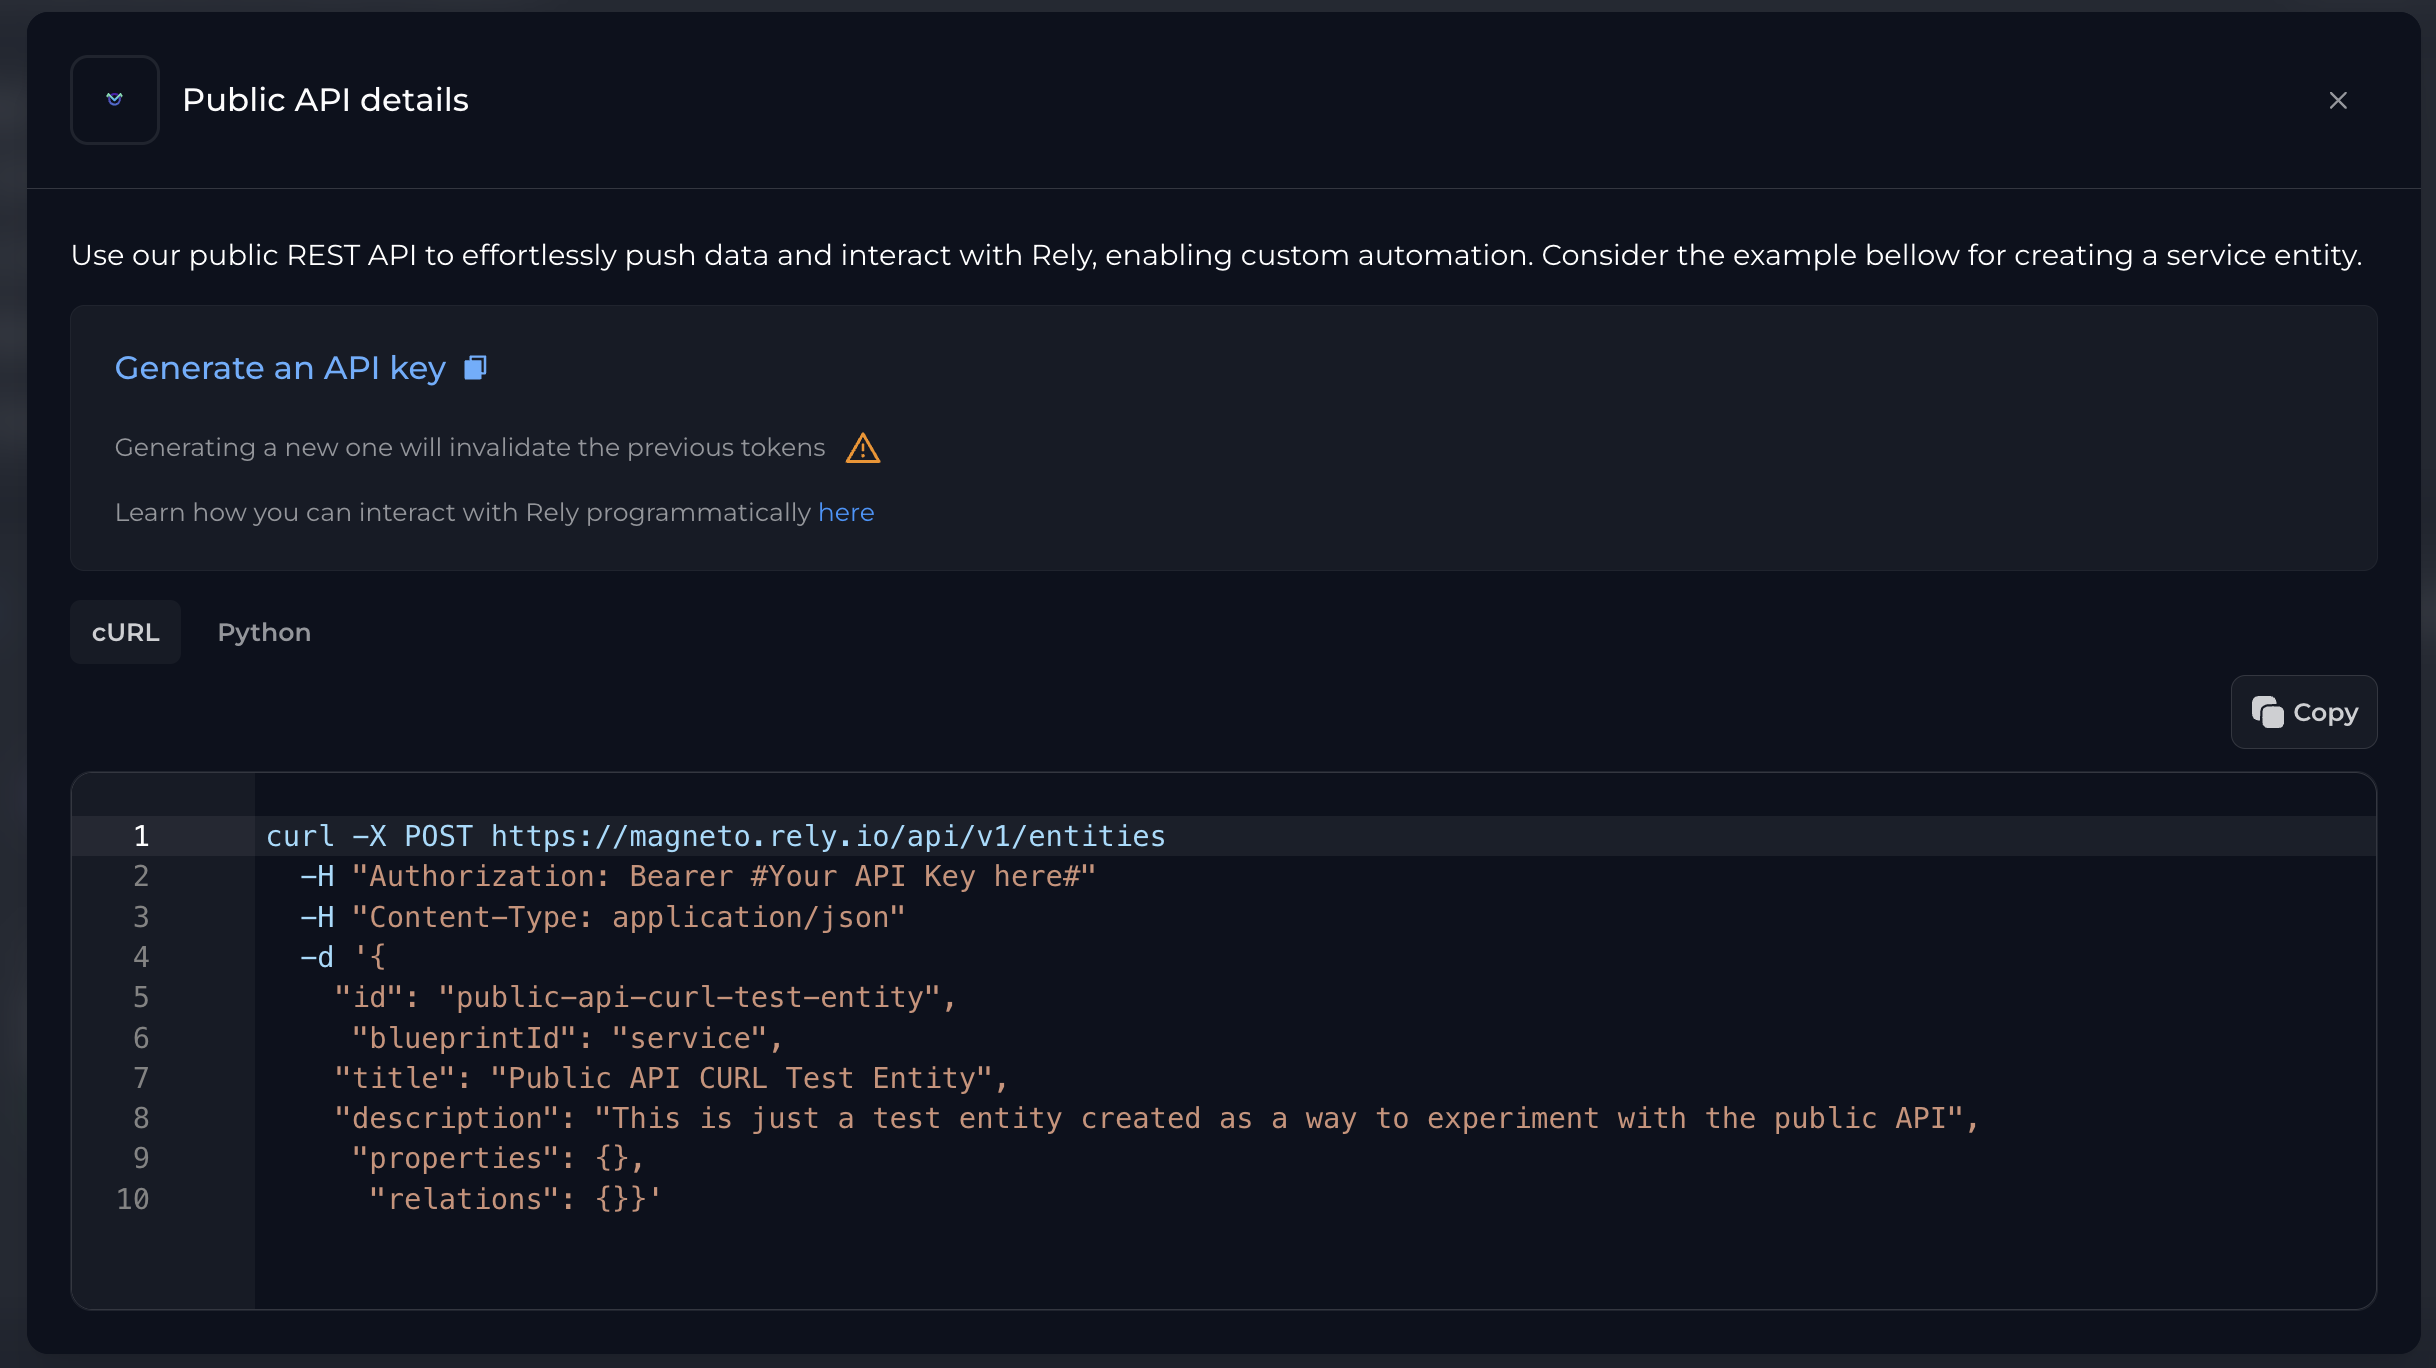 Public API details
Use our public REST API to effortlessly push data and interact with Rely, enabling custom automation. Consider the example bellow for creating a service entity.
Generate an API key
Generating a new one will invalidate the previous tokens
Learn how you can interact with Rely programmatically here
cURL Python
Copy
1 curl -X POST https://magneto.rely.io/api/v1/entities
2 -H "Authorization: Bearer #Your API Key here#"
3 -H "Content-Type: application/json"
4 -d '{
5 "id": "public-api-curl-test-entity",
6 "blueprintId": "service",
7 "title": "Public API CURL Test Entity",
8 "description": "This is just a test entity created as a way to experiment with the public API",
9 "properties": {},
10 "relations": {}}'